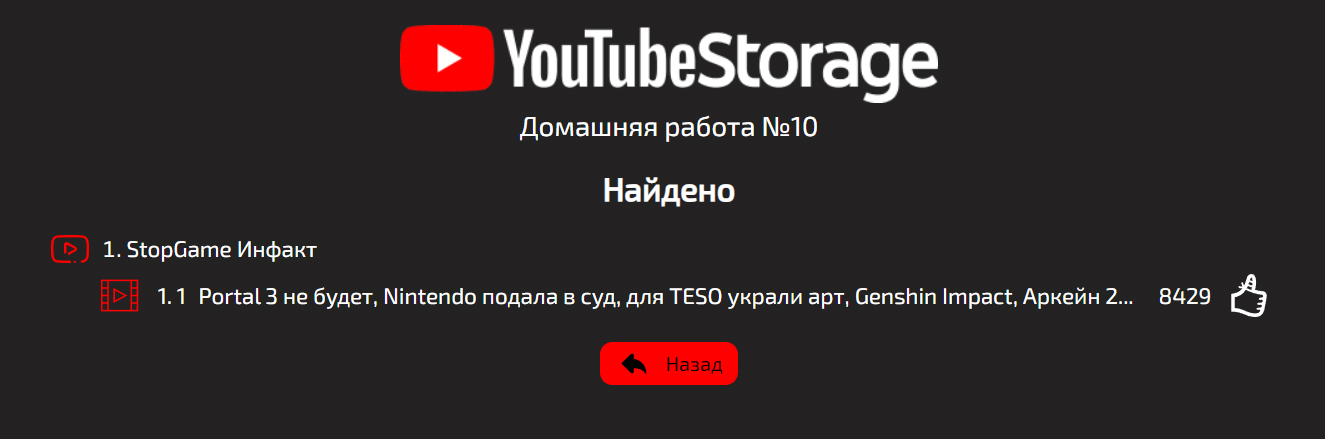 YouTubeStorage
Домашняя работа №10
Найдено
1. StopGame Инфакт
1. 1 Portal 3 не будет, Nintendo подала в суд, для TESO украли арт, Genshin Impact, Аркейн 2... 8429
Назад